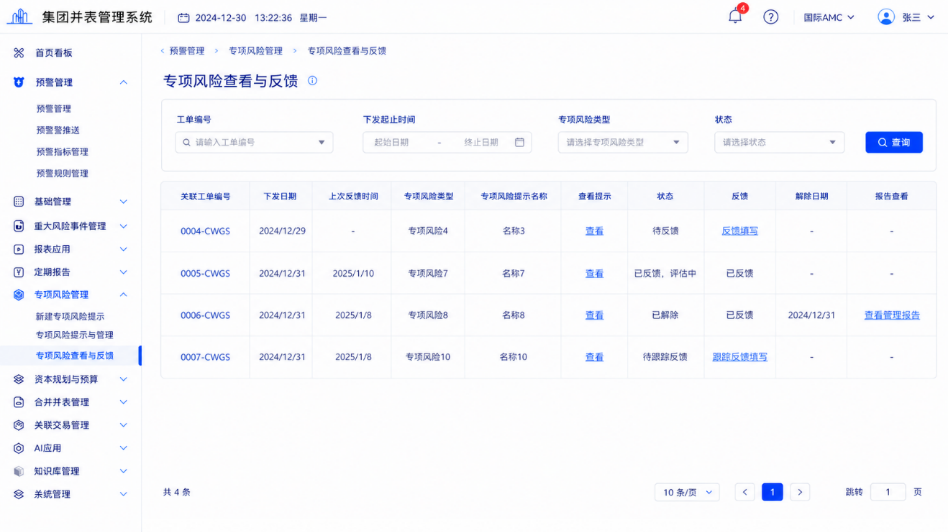 集团并表管理系统 2024-12-30 13:22:36 星期一 4 国际AMC 张三
首页看板
预警管理
预警管理
预警警推送
预警指标管理
预警规则管理
基础管理
重大风险事件管理
报表应用
定期报告
专项风险管理
新建专项风险提示
专项风险提示与管理
专项风险查看与反馈
资本规划与预算
合并并表管理
关联交易管理
AI应用
知识库管理
系统管理
预警管理 > 专项风险管理 > 专项风险查看与反馈
专项风险查看与反馈
工单编号 下发起止时间 专项风险类型 状态
请输入工单编号 起始日期 - 终止日期 请选择专项风险类型 请选择状态 查询
关联工单编号 下发日期 上次反馈时间 专项风险类型 专项风险提示名称 查看提示 状态 反馈 解除日期 报告查看
0004-CWGS 2024/12/29 - 专项风险4 名称3 查看 待反馈 反馈填写 - -
0005-CWGS 2024/12/31 2025/1/10 专项风险7 名称7 查看 已反馈，评估中 已反馈 - -
0006-CWGS 2024/12/31 2025/1/8 专项风险8 名称8 查看 已解除 已反馈 2024/12/31 查看管理报告
0007-CWGS 2024/12/31 2025/1/8 专项风险10 名称10 查看 待跟踪反馈 跟踪反馈填写 - -
共 4 条 10 条/页 1 跳转 1 页